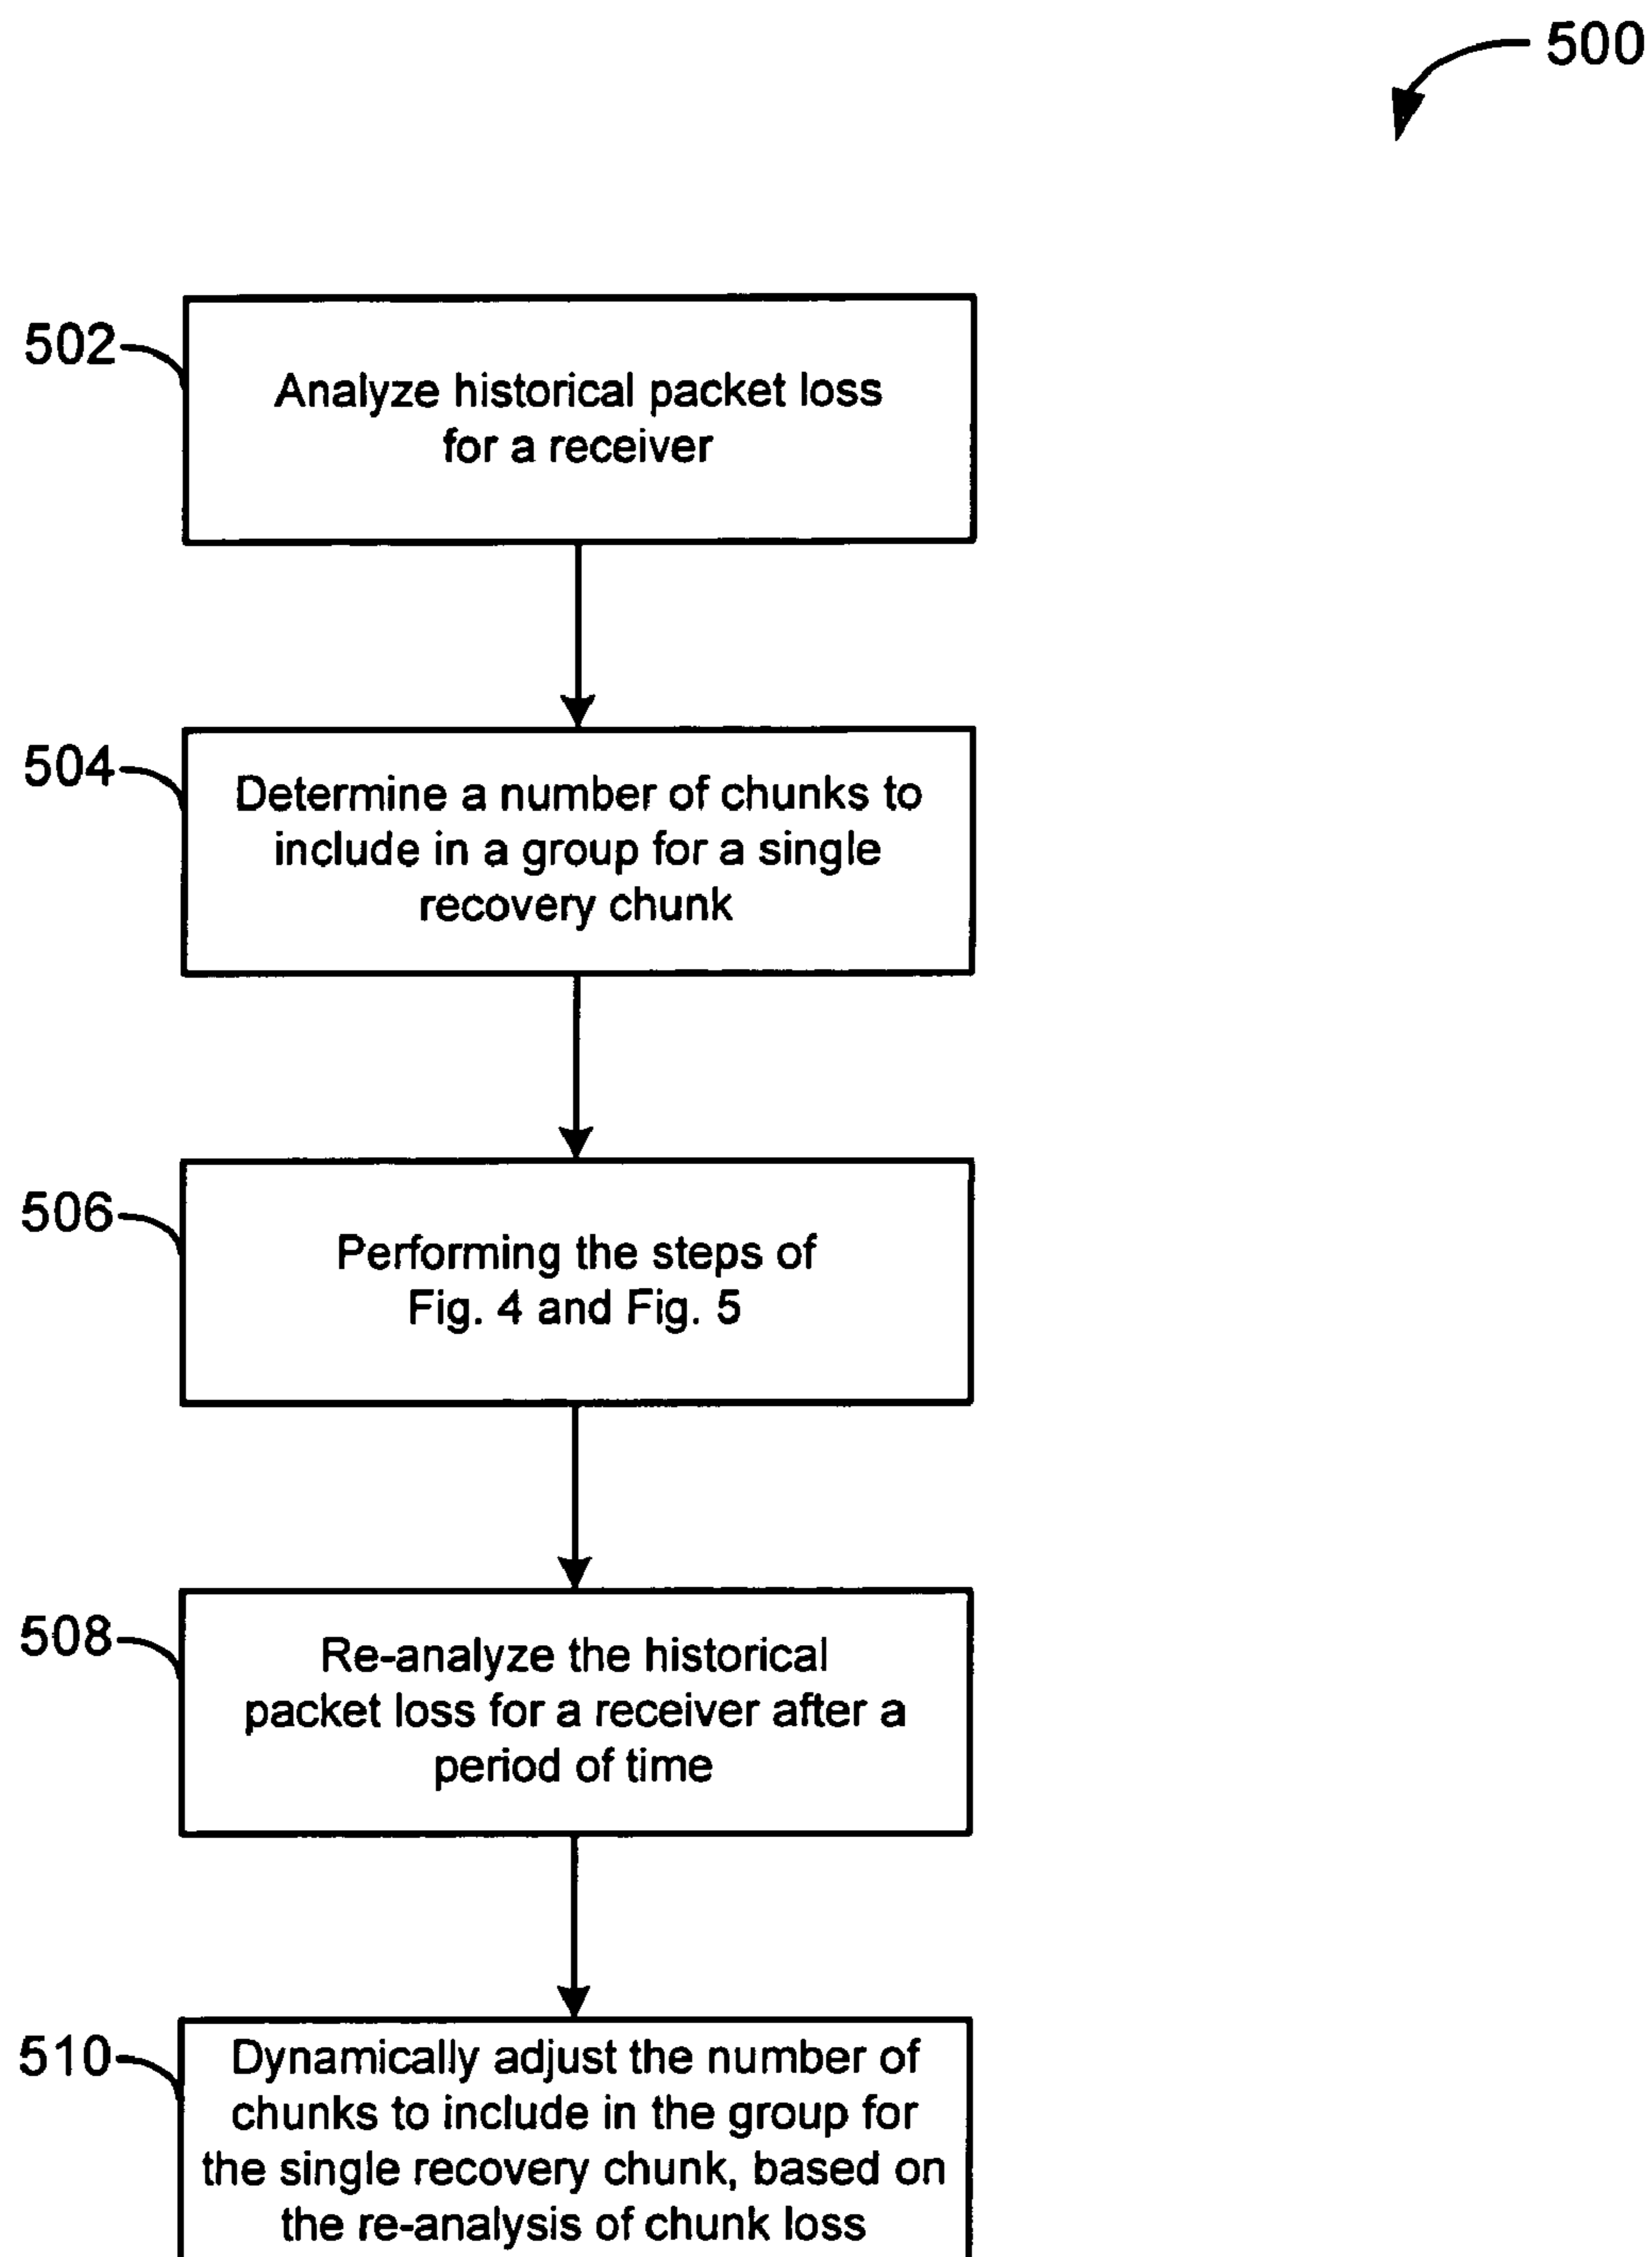 500
502
Analyze historical packet loss
for a receiver
504
Determine a number of chunks to
include in a group for a single
recovery chunk
506
Performing the steps of
Fig. 4 and Fig. 5
508
Re-analyze the historical
packet loss for a receiver after a
period of time
510
Dynamically adjust the number of
chunks to include in the group for
the single recovery chunk, based on
the re-analysis of chunk loss